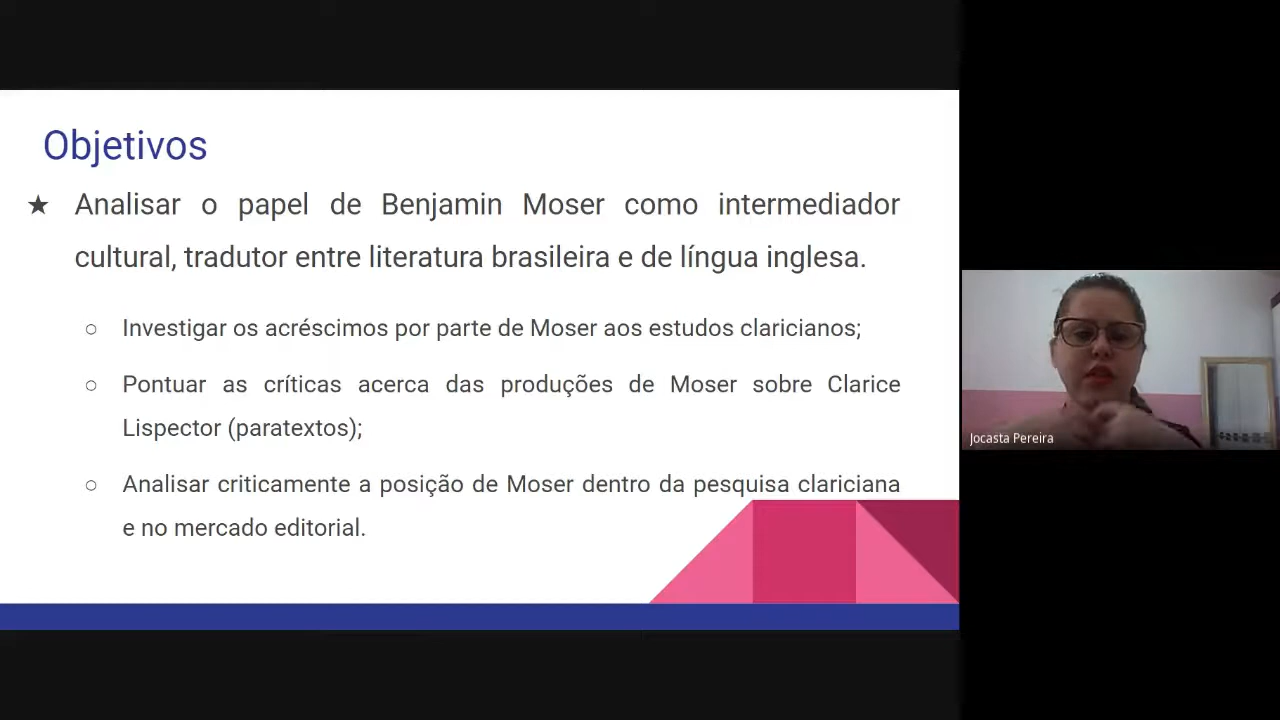 Objetivos
★ Analisar o papel de Benjamin Moser como intermediador
cultural, tradutor entre literatura brasileira e de língua inglesa.
○ Investigar os acréscimos por parte de Moser aos estudos claricianos;
○ Pontuar as críticas acerca das produções de Moser sobre Clarice
Lispector (paratextos);
○ Analisar criticamente a posição de Moser dentro da pesquisa clariciana
e no mercado editorial.
Jocasta Pereira